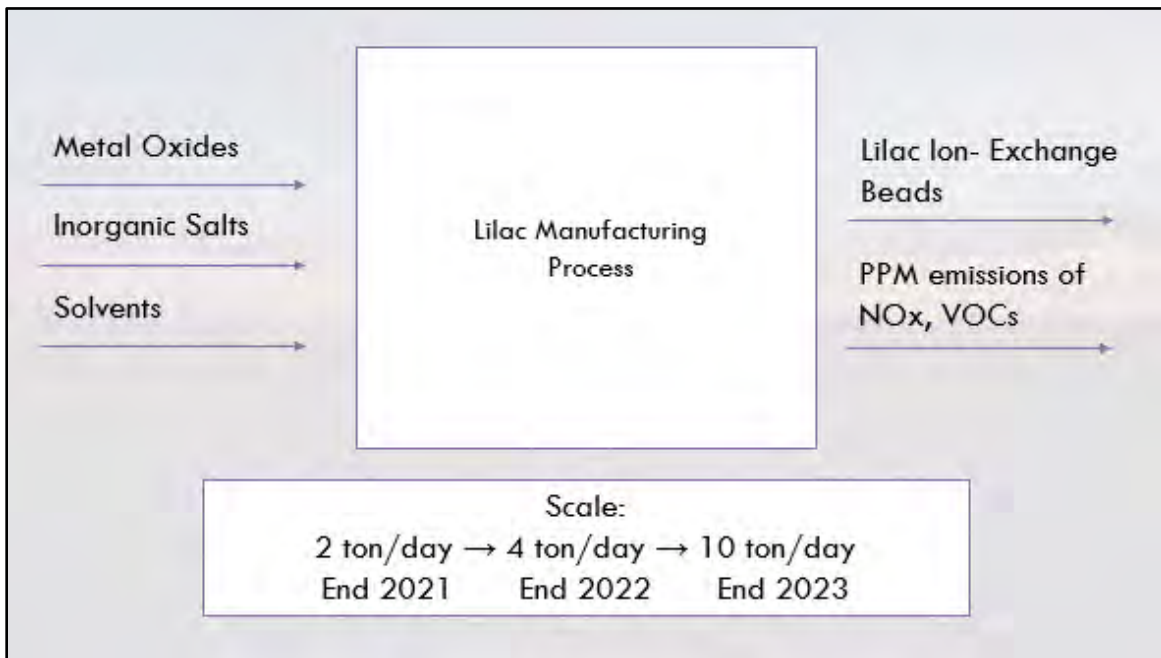 Metal Oxides
Inorganic Salts
Solvents
Lilac Manufacturing
Process
Lilac Ion- Exchange
Beads
PPM emissions of
NOx, VOCs
Scale:
2 ton/day → 4 ton/day → 10 ton/day
End 2021 End 2022 End 2023